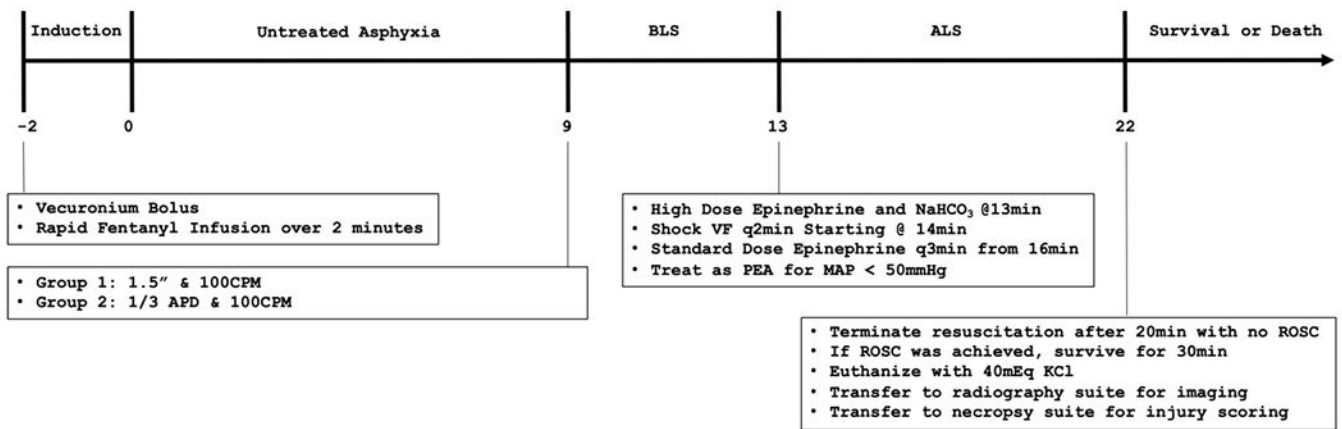 Induction Untreated Asphyxia BLS ALS Survival or Death
-2 0 9 13 22
• Vecuronium Bolus
• Rapid Fentanyl Infusion over 2 minutes
• Group 1: 1.5” & 100CPM
• Group 2: 1/3 APD & 100CPM
• High Dose Epinephrine and NaHCO₃ @13min
• Shock VF q2min Starting @ 14min
• Standard Dose Epinephrine q3min from 16min
• Treat as PEA for MAP < 50mmHg
• Terminate resuscitation after 20min with no ROSC
• If ROSC was achieved, survive for 30min
• Euthanize with 40mEq KCl
• Transfer to radiography suite for imaging
• Transfer to necropsy suite for injury scoring